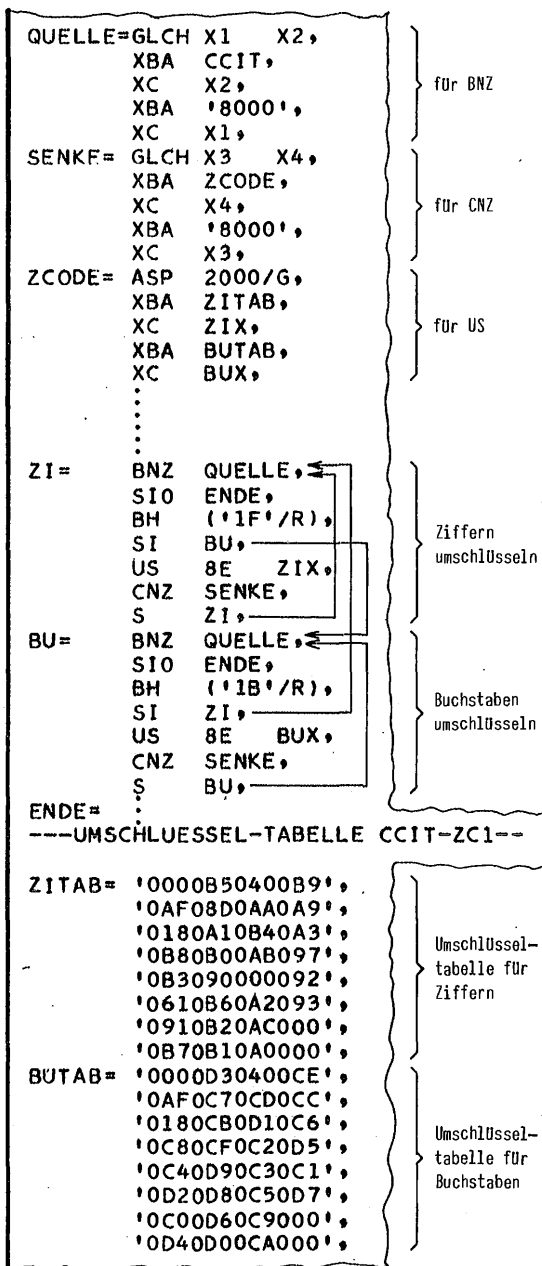 QUELLE=GLCH X1 X2,
XBA CCIT,
XC X2,
XBA '8000',
XC X1,
für BNZ
SENKE= GLCH X3 X4,
XBA ZCODE,
XC X4,
XBA '8000',
XC X3,
für CNZ
ZCODE= ASP 2000/G,
XBA ZITAB,
XC ZIX,
XBA BUTAB,
XC BUX,
für US
ZI= BNZ QUELLE,
SIO ENDE,
BH ('1F'/R),
SI BU,
US 8E ZIX,
CNZ SENKE,
S ZI,
Ziffern
umschlüsseln
BU= BNZ QUELLE,
SIO ENDE,
BH ('1B'/R),
SI ZI,
US 8E BUX,
CNZ SENKE,
S BU,
Buchstaben
umschlüsseln
ENDE=
---UMSCHLUESSEL-TABELLE CCIT-ZC1--
ZITAB= '0000B50400B9',
'0AF08D0AA0A9',
'0180A10B40A3',
'0B80B00AB097',
'0B3090000092',
'0610B60A2093',
'0910B20AC000',
'0B70B10A0000',
Umschlüssel-
tabelle für
Ziffern
BUTAB= '0000D30400CE',
'0AF0C70CD0CC',
'0180CB0D10C6',
'0C80CF0C20D5',
'0C40D90C30C1',
'0D20D80C50D7',
'0C00D60C9000',
'0D40D00CA000',
Umschlüssel-
tabelle für
Buchstaben